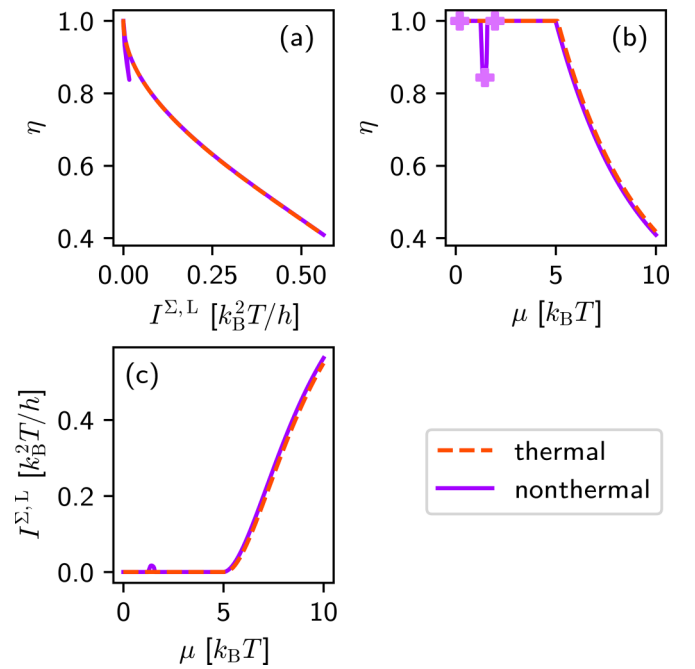 1.0
0.8
0.6
0.4
η
(a)
0.00 0.25 0.50
I^{Σ,L} [k_B^2 T/h]
1.0
0.8
0.6
0.4
η
(b)
0 5 10
μ [k_B T]
0.4
0.2
0.0
I^{Σ,L} [k_B^2 T/h]
(c)
0 5 10
μ [k_B T]
thermal
nonthermal